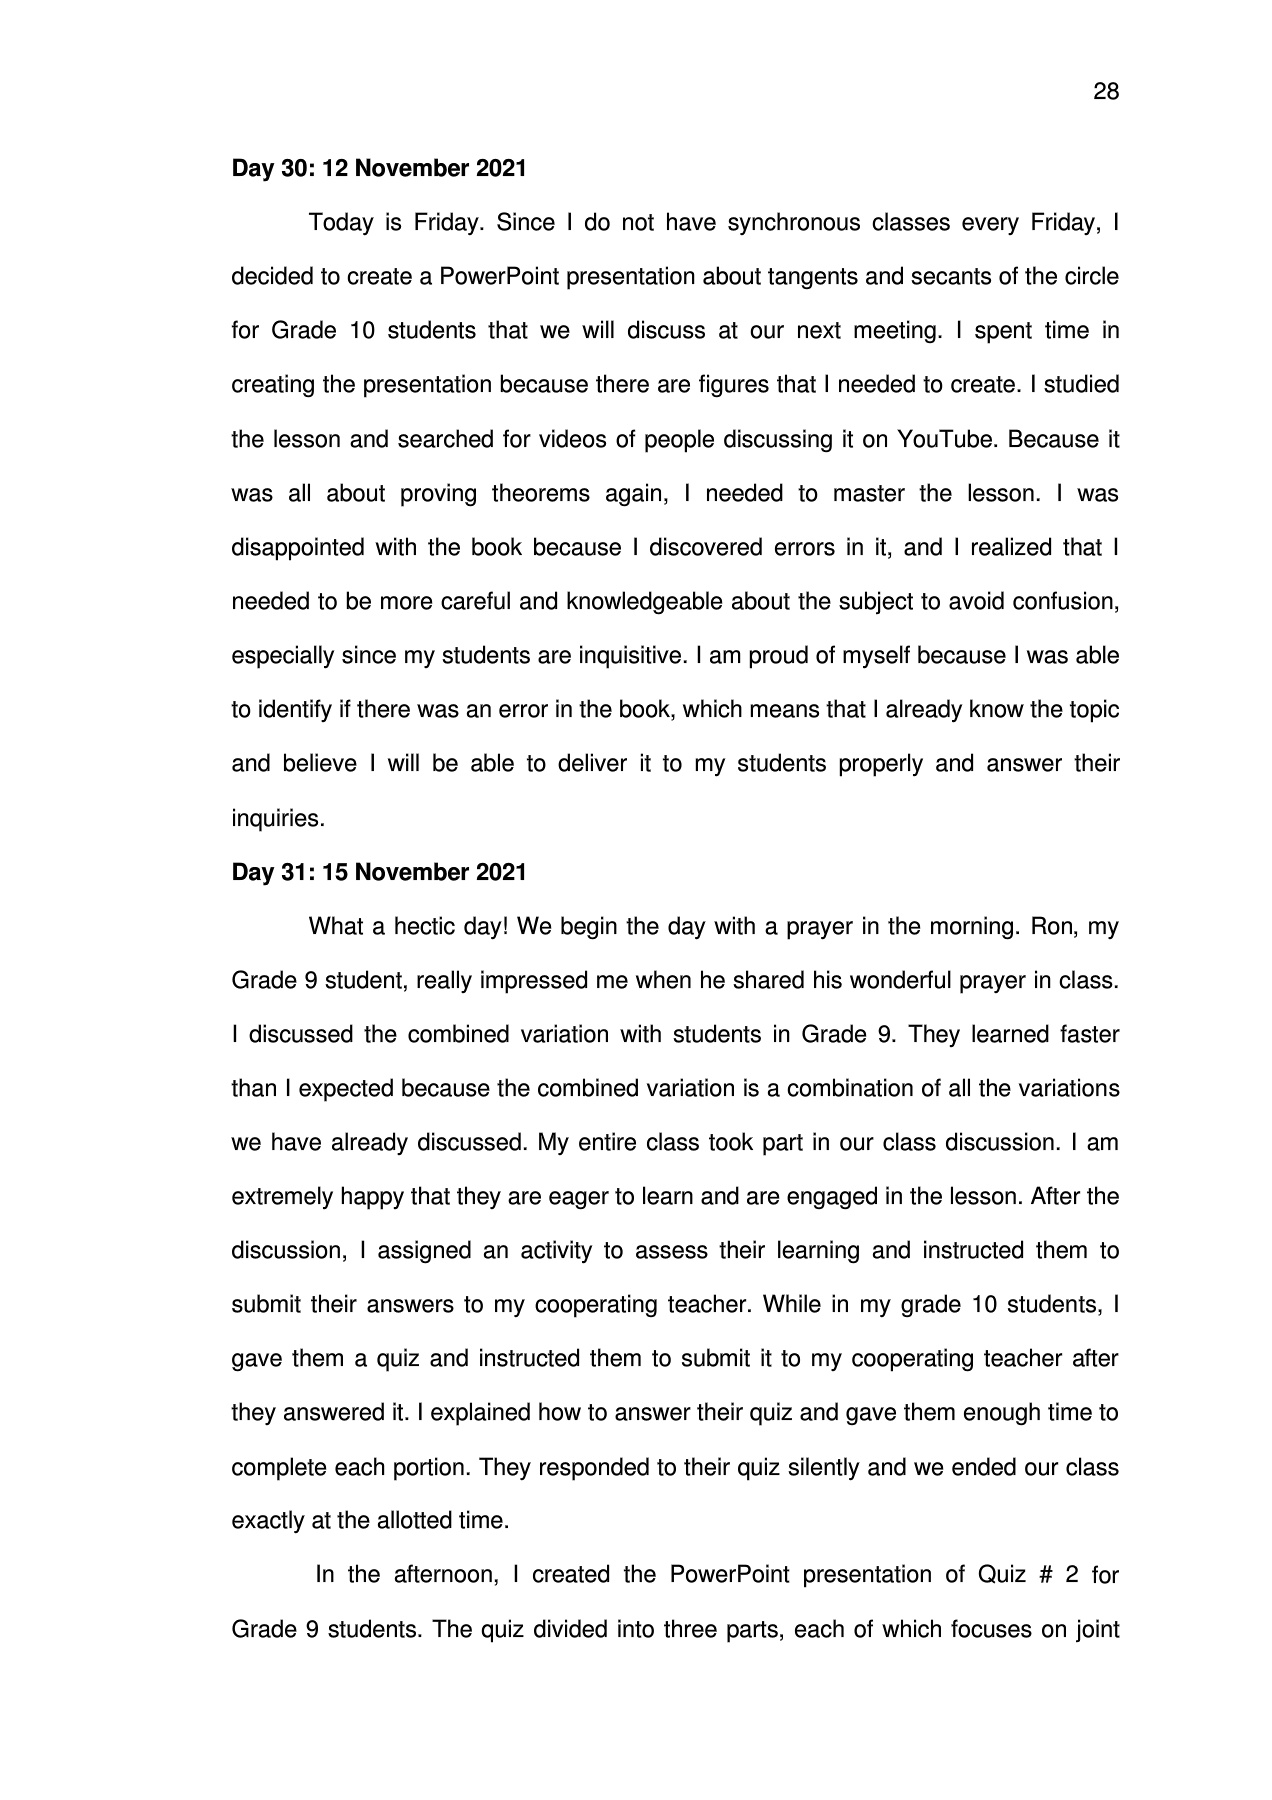 28
Day 30: 12 November 2021
Today is Friday. Since I do not have synchronous classes every Friday, I
decided to create a PowerPoint presentation about tangents and secants of the circle
for Grade 10 students that we will discuss at our next meeting. I spent time in
creating the presentation because there are figures that I needed to create. I studied
the lesson and searched for videos of people discussing it on YouTube. Because it
was all about proving theorems again, I needed to master the lesson. I was
disappointed with the book because I discovered errors in it, and I realized that I
needed to be more careful and knowledgeable about the subject to avoid confusion,
especially since my students are inquisitive. I am proud of myself because I was able
to identify if there was an error in the book, which means that I already know the topic
and believe I will be able to deliver it to my students properly and answer their
inquiries.
Day 31: 15 November 2021
What a hectic day! We begin the day with a prayer in the morning. Ron, my
Grade 9 student, really impressed me when he shared his wonderful prayer in class.
I discussed the combined variation with students in Grade 9. They learned faster
than I expected because the combined variation is a combination of all the variations
we have already discussed. My entire class took part in our class discussion. I am
extremely happy that they are eager to learn and are engaged in the lesson. After the
discussion, I assigned an activity to assess their learning and instructed them to
submit their answers to my cooperating teacher. While in my grade 10 students, I
gave them a quiz and instructed them to submit it to my cooperating teacher after
they answered it. I explained how to answer their quiz and gave them enough time to
complete each portion. They responded to their quiz silently and we ended our class
exactly at the allotted time.
In the afternoon, I created the PowerPoint presentation of Quiz # 2 for
Grade 9 students. The quiz divided into three parts, each of which focuses on joint